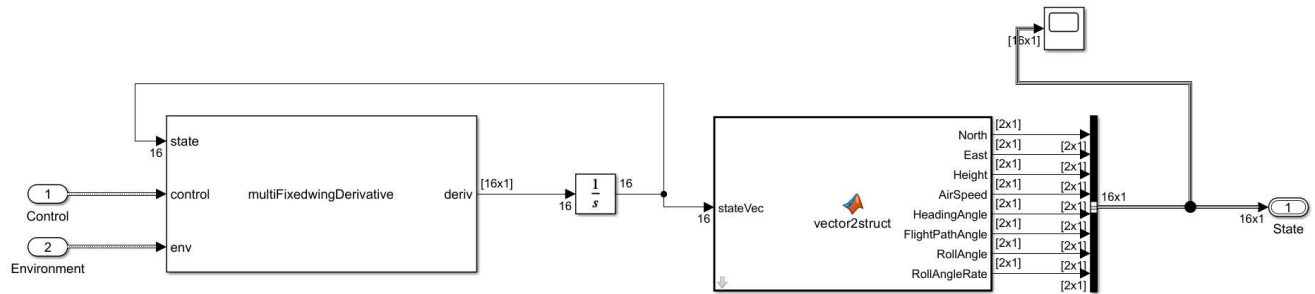 [16x1]
state
16
1
control
multiFixedwingDerivative
deriv
[16x1]
16
1
s
16
Control
2
env
Environment
stateVec
16
vector2struct
North
[2x1]
[2x1]
East
[2x1]
[2x1]
Height
[2x1]
[2x1]
AirSpeed
[2x1]
[2x1]
HeadingAngle
[2x1]
[2x1]
FlightPathAngle
[2x1]
[2x1]
RollAngle
[2x1]
[2x1]
RollAngleRate
[2x1]
[2x1]
16x1
16x1
1
State